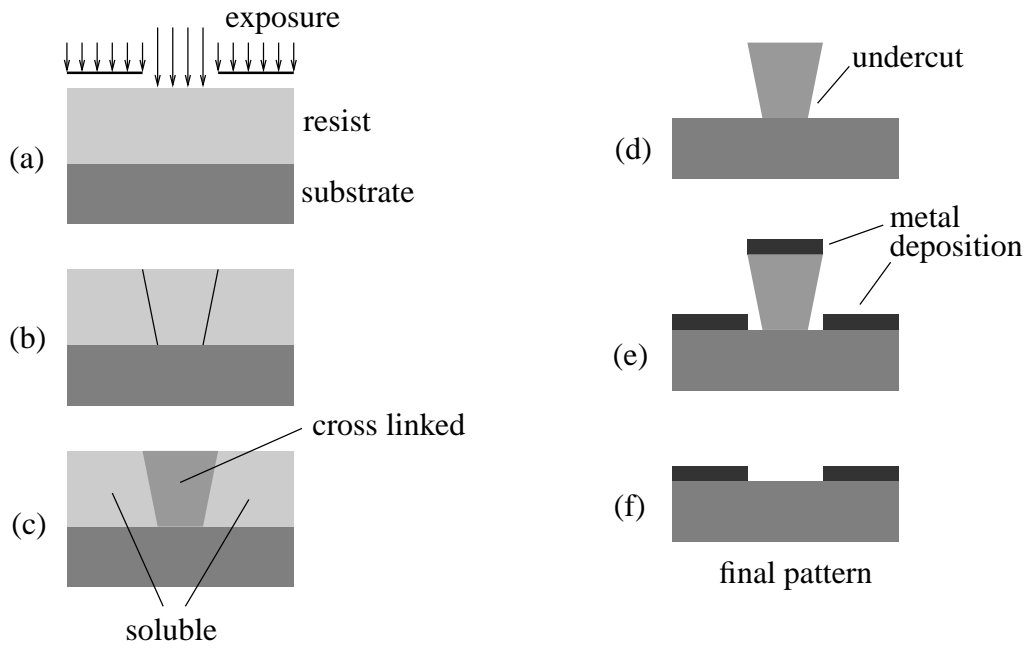 exposure
resist
(a)
substrate
(b)
cross linked
(c)
soluble
undercut
(d)
metal
deposition
(e)
(f)
final pattern